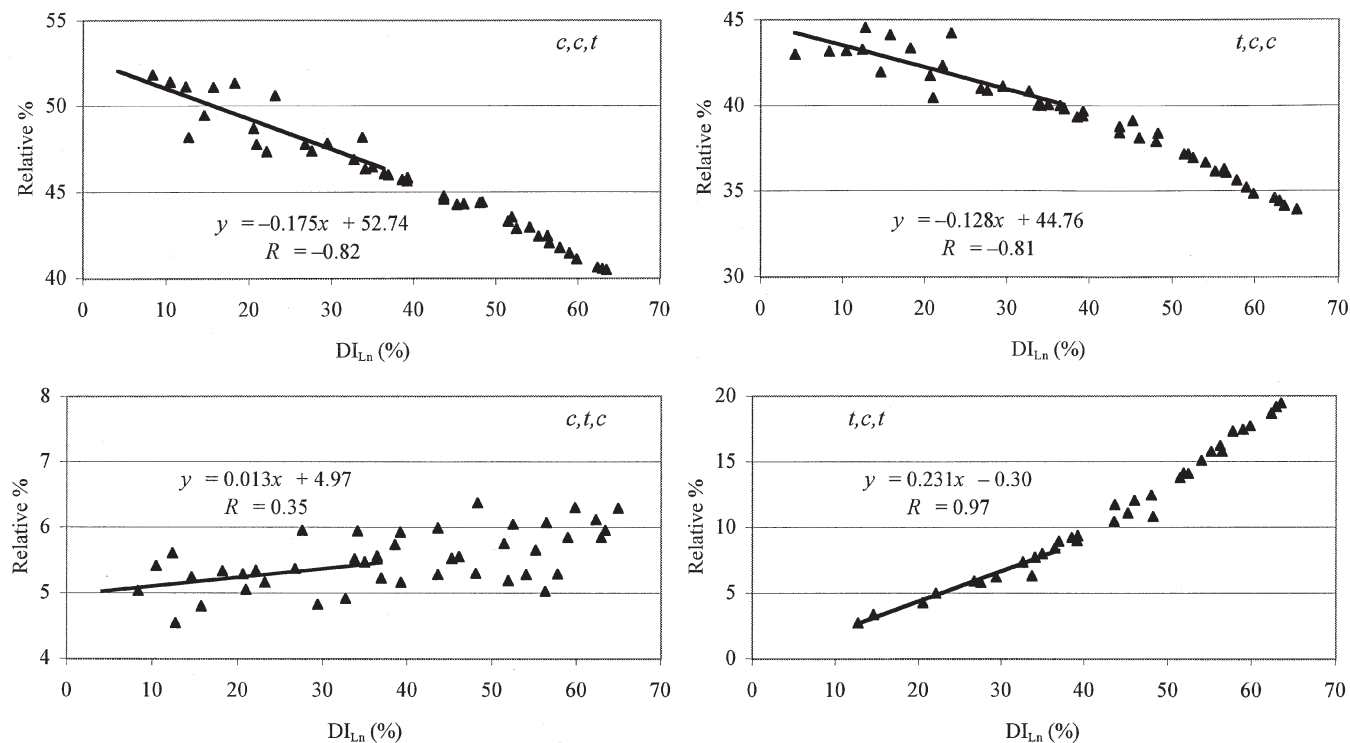 c,c,t
55
50
45
40
Relative %
y = –0.175x + 52.74
R = –0.82
0 10 20 30 40 50 60 70
DILn (%)
t,c,c
45
40
35
30
Relative %
y = –0.128x + 44.76
R = –0.81
0 10 20 30 40 50 60 70
DILn (%)
c,t,c
8
7
6
5
4
Relative %
y = 0.013x + 4.97
R = 0.35
0 10 20 30 40 50 60 70
DILn (%)
t,c,t
20
15
10
5
0
Relative %
y = 0.231x – 0.30
R = 0.97
0 10 20 30 40 50 60 70
DILn (%)